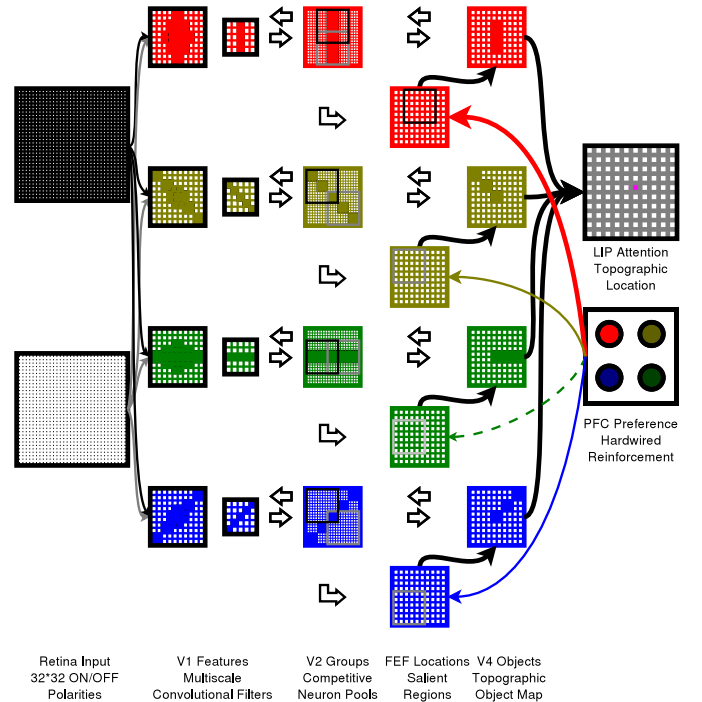 LIP Attention
Topographic
Location
PFC Preference
Hardwired
Reinforcement
Retina Input
32*32 ON/OFF
Polarities
V1 Features
Multiscale
Convolutional Filters
V2 Groups
Competitive
Neuron Pools
FEF Locations
Salient
Regions
V4 Objects
Topographic
Object Map